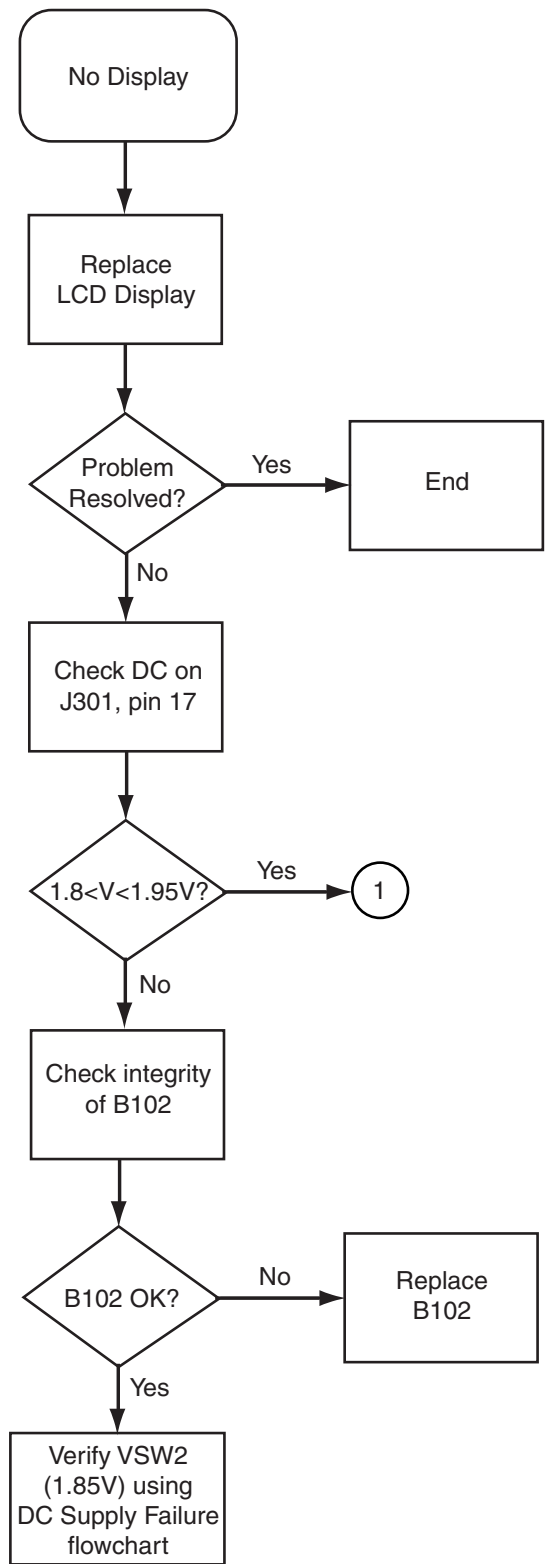 No Display
Replace
LCD Display
Problem
Resolved?
Yes
End
No
Check DC on
J301, pin 17
1.8<V<1.95V?
Yes
1
No
Check integrity
of B102
B102 OK?
No
Replace
B102
Yes
Verify VSW2
(1.85V) using
DC Supply Failure
flowchart